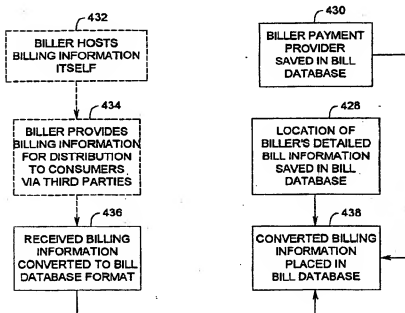 432
BILLER HOSTS
BILLING INFORMATION
ITSELF
434
BILLER PROVIDES
BILLING INFORMATION
FOR DISTRIBUTION
TO CONSUMERS
VIA THIRD PARTIES
436
RECEIVED BILLING
INFORMATION
CONVERTED TO BILL
DATABASE FORMAT
430
BILLER PAYMENT
PROVIDER
SAVED IN BILL
DATABASE
428
LOCATION OF
BILLER'S DETAILED
BILL INFORMATION
SAVED IN BILL
DATABASE
438
CONVERTED BILLING
INFORMATION
PLACED IN
BILL DATABASE